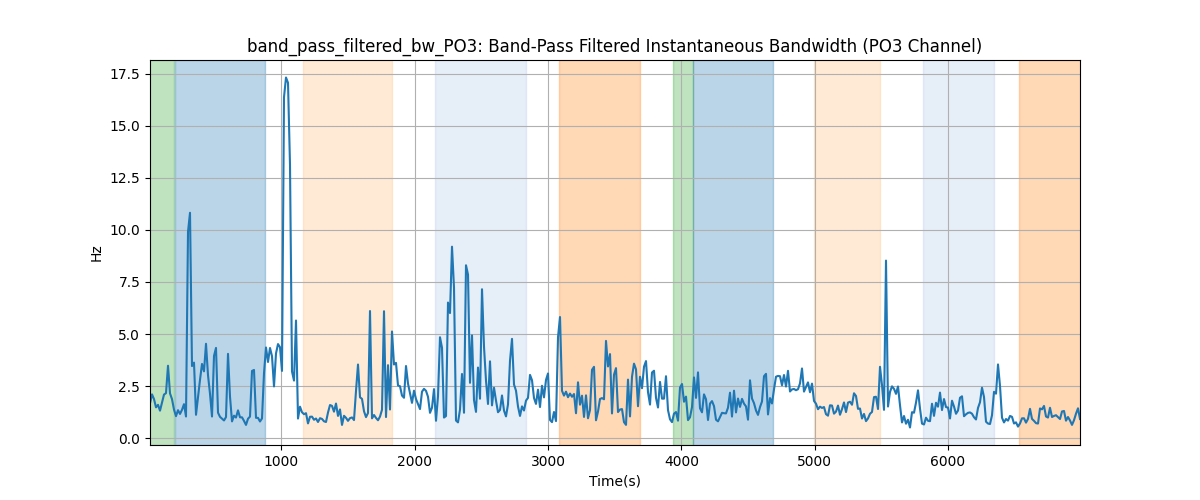 band_pass_filtered_bw_PO3: Band-Pass Filtered Instantaneous Bandwidth (PO3 Channel)
17.5
15.0
12.5
10.0
7.5
5.0
2.5
0.0
Hz
1000 2000 3000 4000 5000 6000
Time(s)